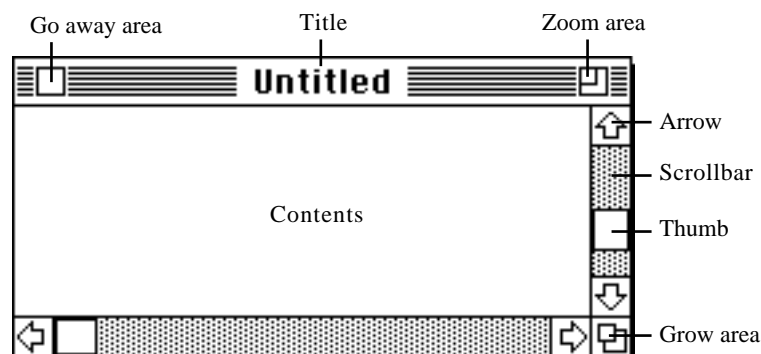 Go away area
Title
Zoom area
Untitled
Arrow
Scrollbar
Contents
Thumb
Grow area